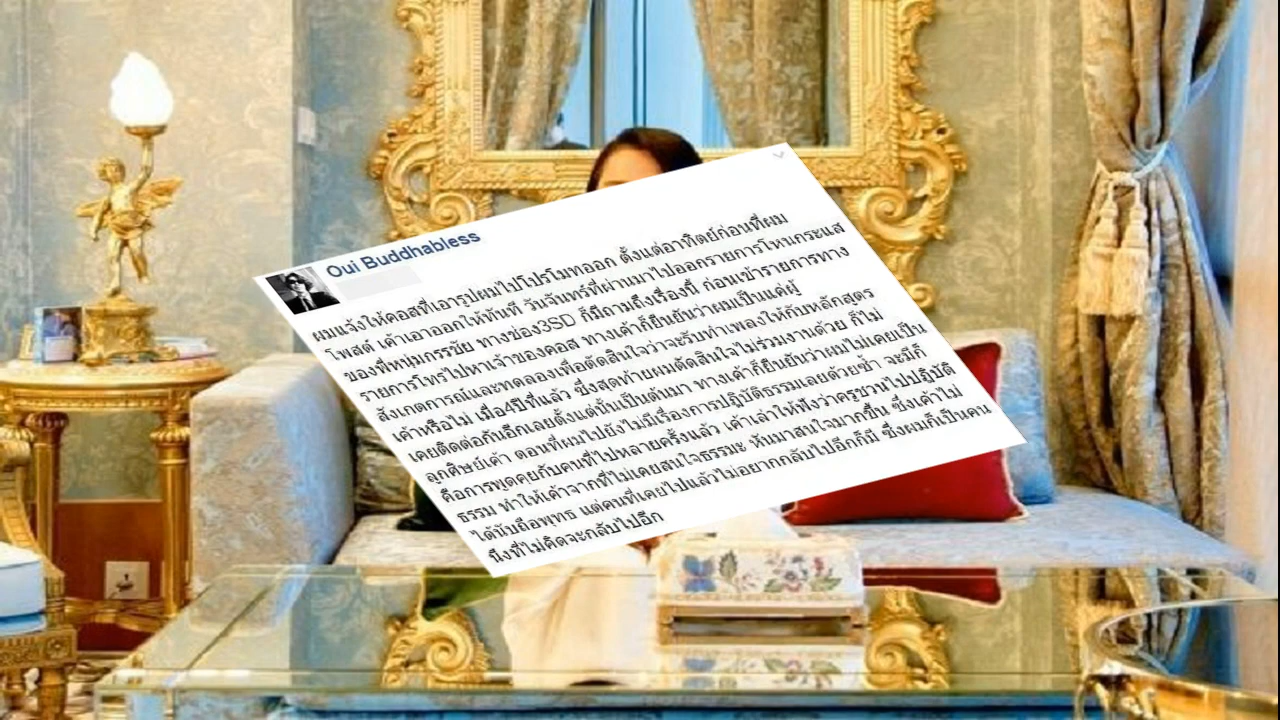 Oui Buddhabless
ผมแจ้งให้คอสที่เอารูปผมไปโปรโมทออก ตั้งแต่อาทิตย์ก่อนที่ผม
โพสต์ เค้าเอาออกให้ทันที วันจันทร์ที่ผ่านมาไปออกรายการโหนกระแส
ของพี่หนุ่มกรรชัย ทางช่อง3SD ก็มีถามถึงเรื่องนี้ ก่อนเข้ารายการทาง
รายการโทรไปหาเจ้าของคอส ทางเค้าก็ยืนยันว่าผมเป็นแค่ผู้
สังเกตการณ์และทดลองเพื่อตัดสินใจว่าจะรับทำเพลงให้กับหลักสูตร
เค้าหรือไม่ เมื่อ4ปีที่แล้ว ซึ่งสุดท้ายผมตัดสินใจไม่ร่วมงานด้วย ก็ไม่
เคยติดต่อกันอีกเลยตั้งแต่นั้นเป็นต้นมา ทางเค้าก็ยืนยันว่าผมไม่เคยเป็น
ลูกศิษย์เค้า ตอนที่ผมไปยังไม่มีเรื่องการปฏิบัติธรรมเลยด้วยซ้ำ จะมีก็
คือการพูดคุยกับคนที่ไปหลายครั้งแล้ว เค้าเล่าให้ฟังว่าครูชวนไปปฏิบัติ
ธรรม ทำให้เค้าจากที่ไม่เคยสนใจธรรมะ หันมาสนใจมากขึ้น ซึ่งเค้าไม่
ได้นับถือพุทธ แต่คนที่เคยไปแล้วไม่อยากกลับไปอีกก็มี ซึ่งผมก็เป็นคน
นึงที่ไม่คิดจะกลับไปอีก